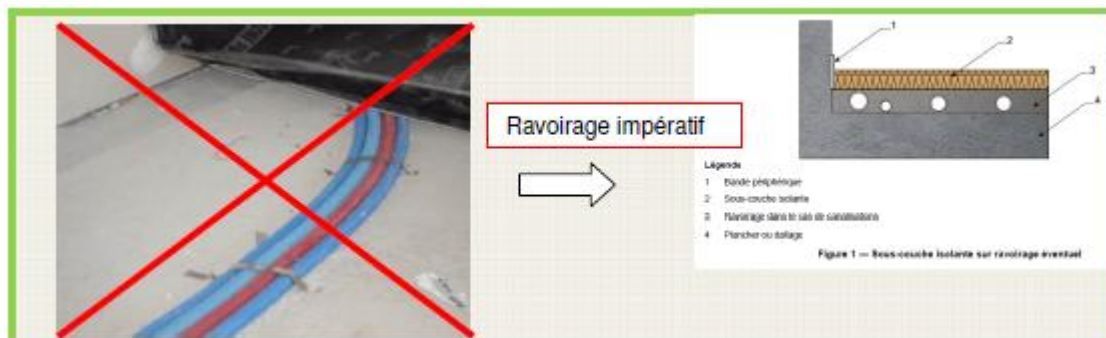 Ravoirage impératif
1
2
3
4
Légende
1 Bande périphérique
2 Sous-couche isolante
3 Ravoirage dans le cas de canalisations
4 Plancher ou dallage
Figure 1 — Sous-couche isolante sur ravoirage éventuel